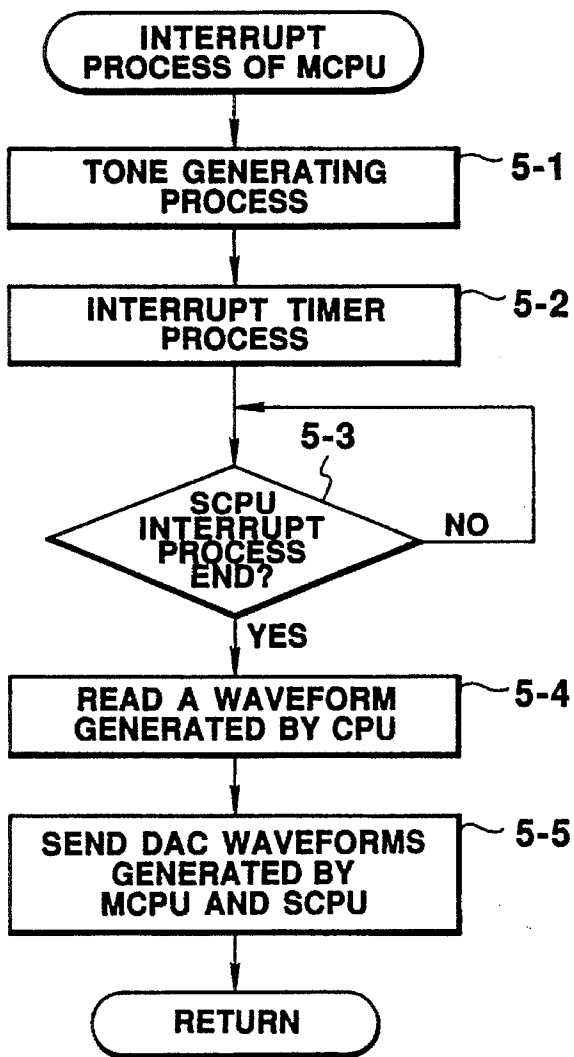 INTERRUPT
PROCESS OF MCPU
TONE GENERATING
PROCESS
5-1
INTERRUPT TIMER
PROCESS
5-2
5-3
SCPU
INTERRUPT
PROCESS
END?
NO
YES
READ A WAVEFORM
GENERATED BY CPU
5-4
SEND DAC WAVEFORMS
GENERATED BY
MCPU AND SCPU
5-5
RETURN